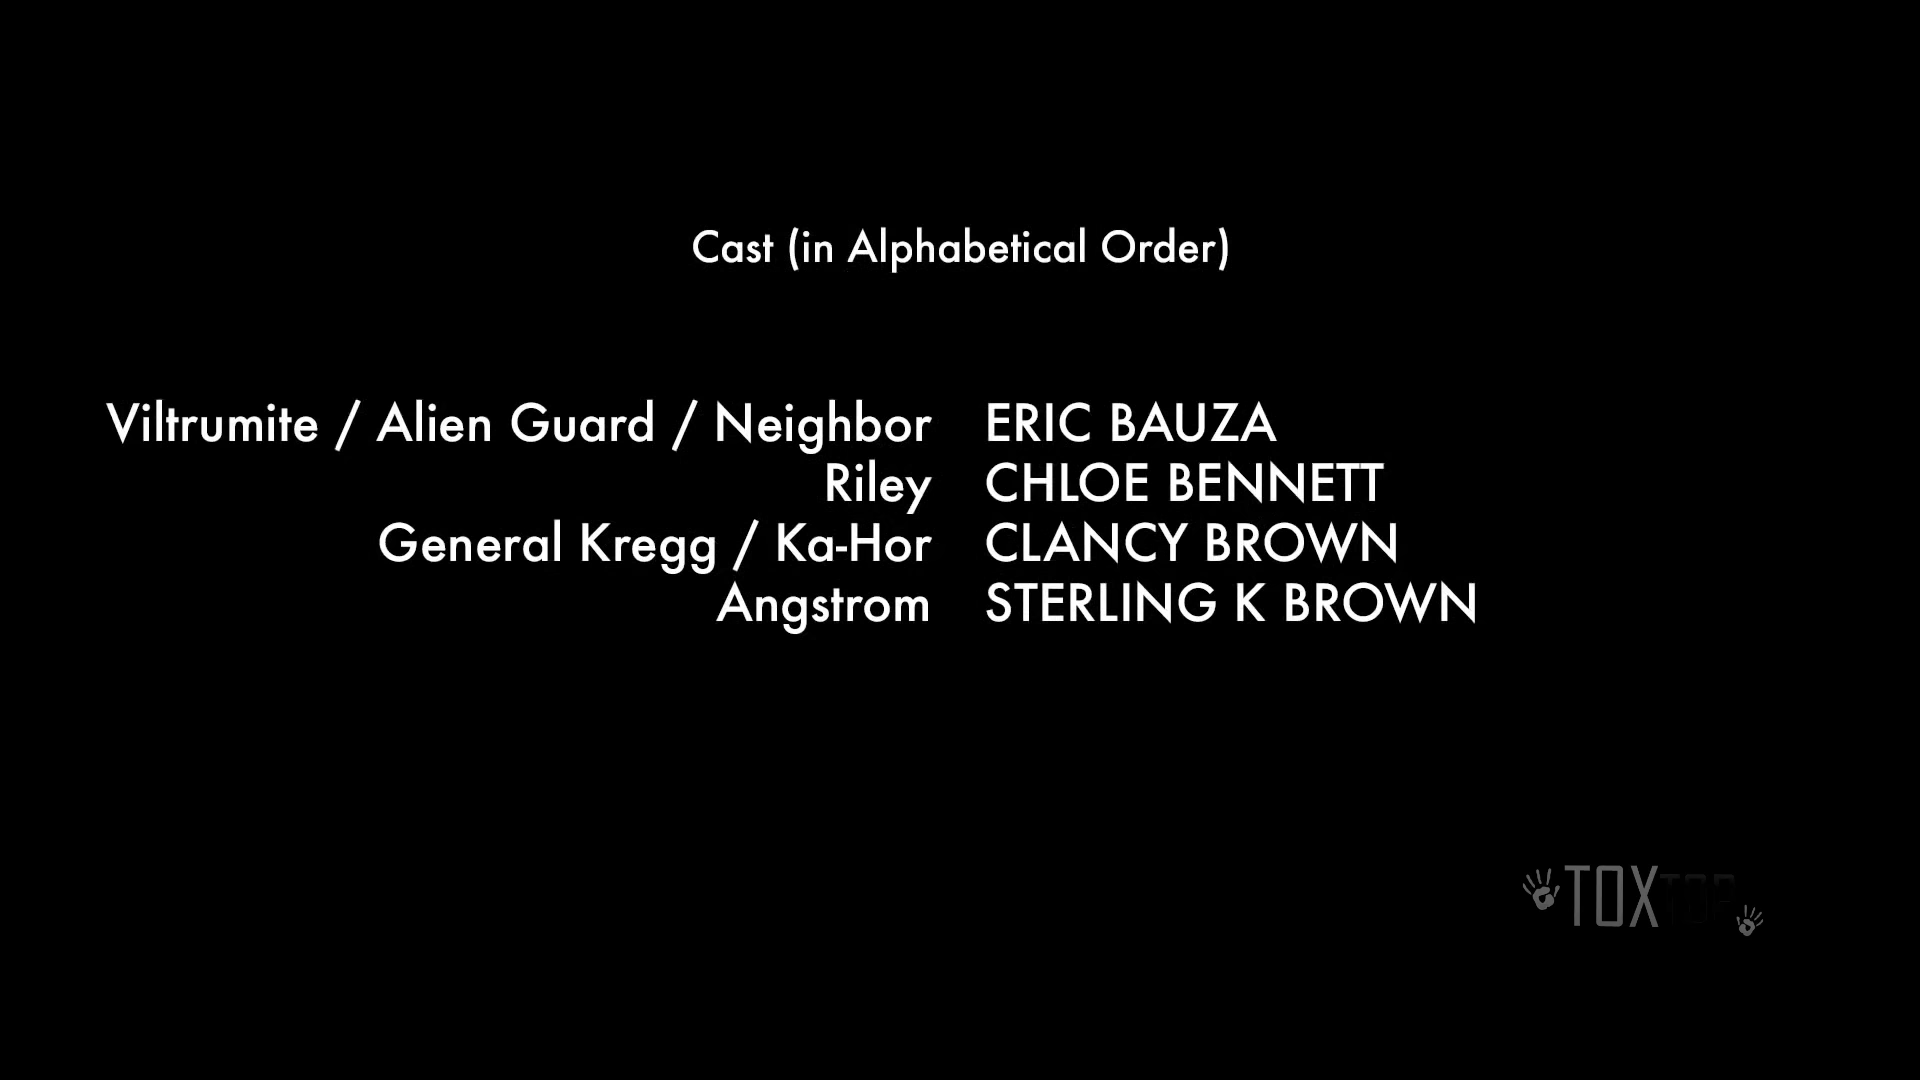 Cast (in Alphabetical Order)
Viltrumite / Alien Guard / Neighbor ERIC BAUZA
Riley CHLOE BENNETT
General Kregg / Ka-Hor CLANCY BROWN
Angstrom STERLING K BROWN
TOXTOP